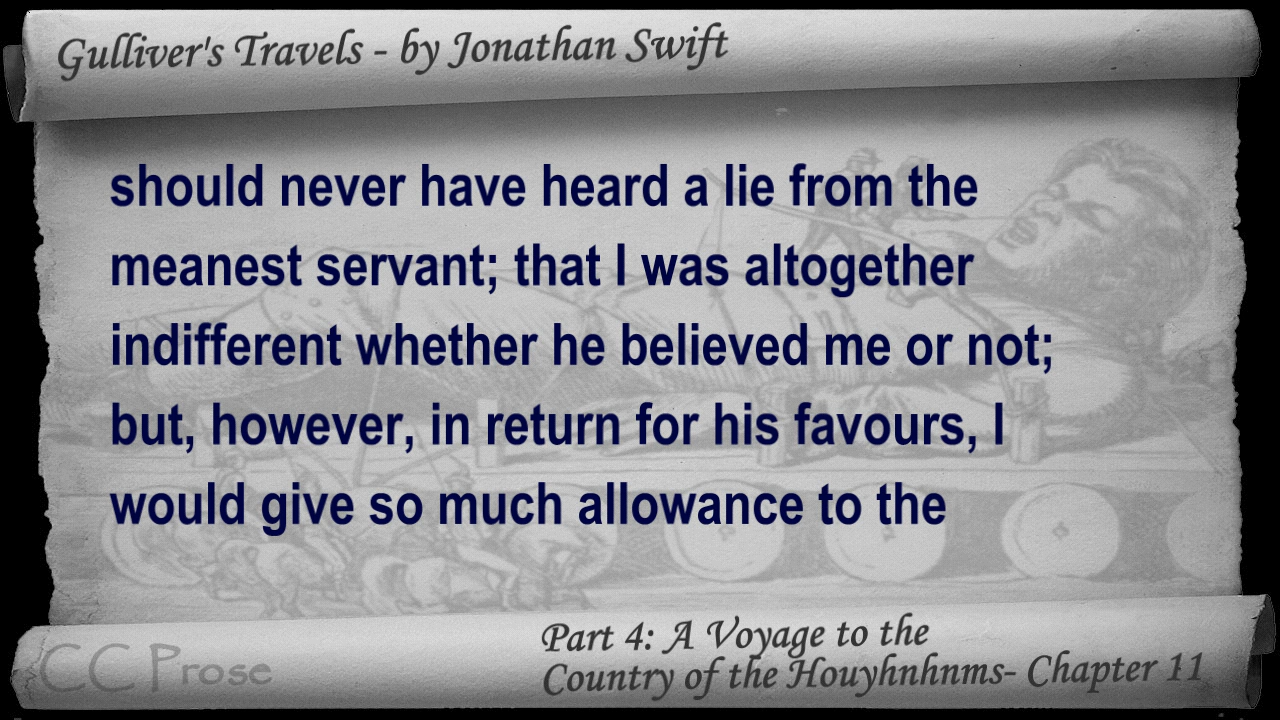 Gulliver's Travels - by Jonathan Swift
should never have heard a lie from the
meanest servant; that I was altogether
indifferent whether he believed me or not;
but, however, in return for his favours, I
would give so much allowance to the
CC Prose
Part 4: A Voyage to the
Country of the Houyhnhnms- Chapter 11